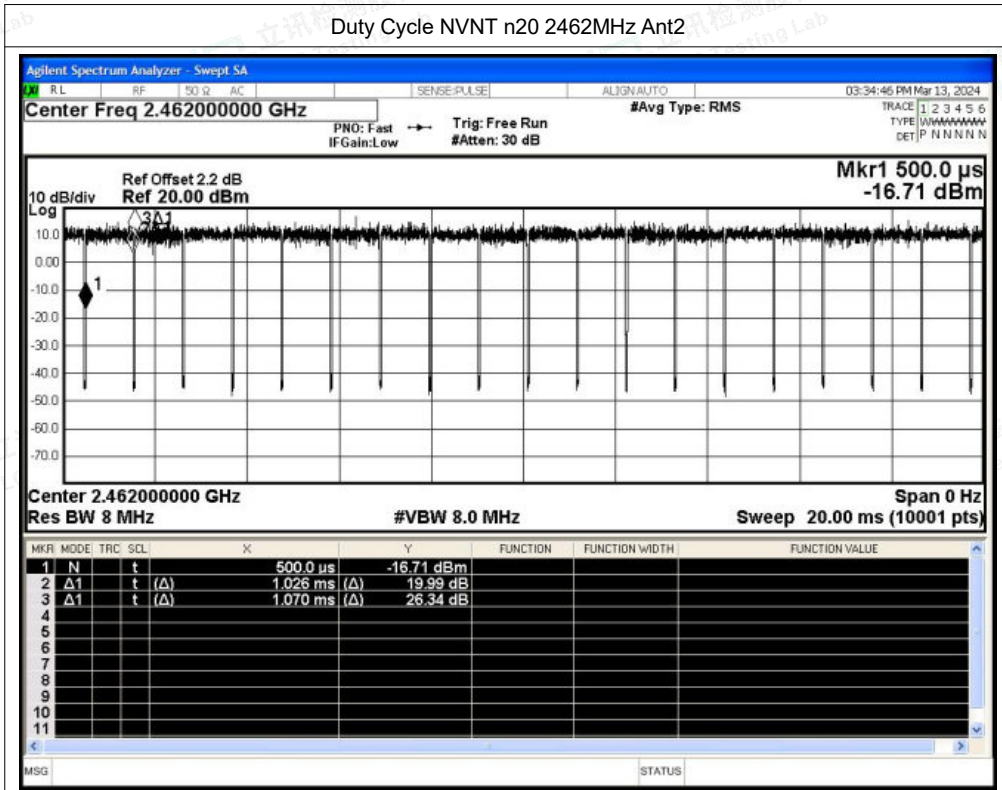 Duty Cycle NVNT n20 2462MHz Ant2
Agilent Spectrum Analyzer - Swept SA
RL RF 50 Ω AC SENSE:PULSE ALIGN AUTO 03:34:46 PM Mar 13, 2024
Center Freq 2.462000000 GHz #Avg Type: RMS TRACE 1 2 3 4 5 6
PNO: Fast Trig: Free Run TYPE
IFGain:Low #Atten: 30 dB DET P N N N N N
Mkr1 500.0 µs
Ref Offset 2.2 dB
10 dB/div Ref 20.00 dBm -16.71 dBm
Log
3Δ1
10.0
0.00
-10.0
1
-20.0
-30.0
-40.0
-50.0
-60.0
-70.0
Center 2.462000000 GHz Span 0 Hz
Res BW 8 MHz #VBW 8.0 MHz Sweep 20.00 ms (10001 pts)
MKR MODE TRC SCL X Y FUNCTION FUNCTION WIDTH FUNCTION VALUE
1 N t 500.0 µs -16.71 dBm
2 Δ1 t (Δ) 1.026 ms (Δ) 19.99 dB
3 Δ1 t (Δ) 1.070 ms (Δ) 26.34 dB
4
5
6
7
8
9
10
11
MSG STATUS